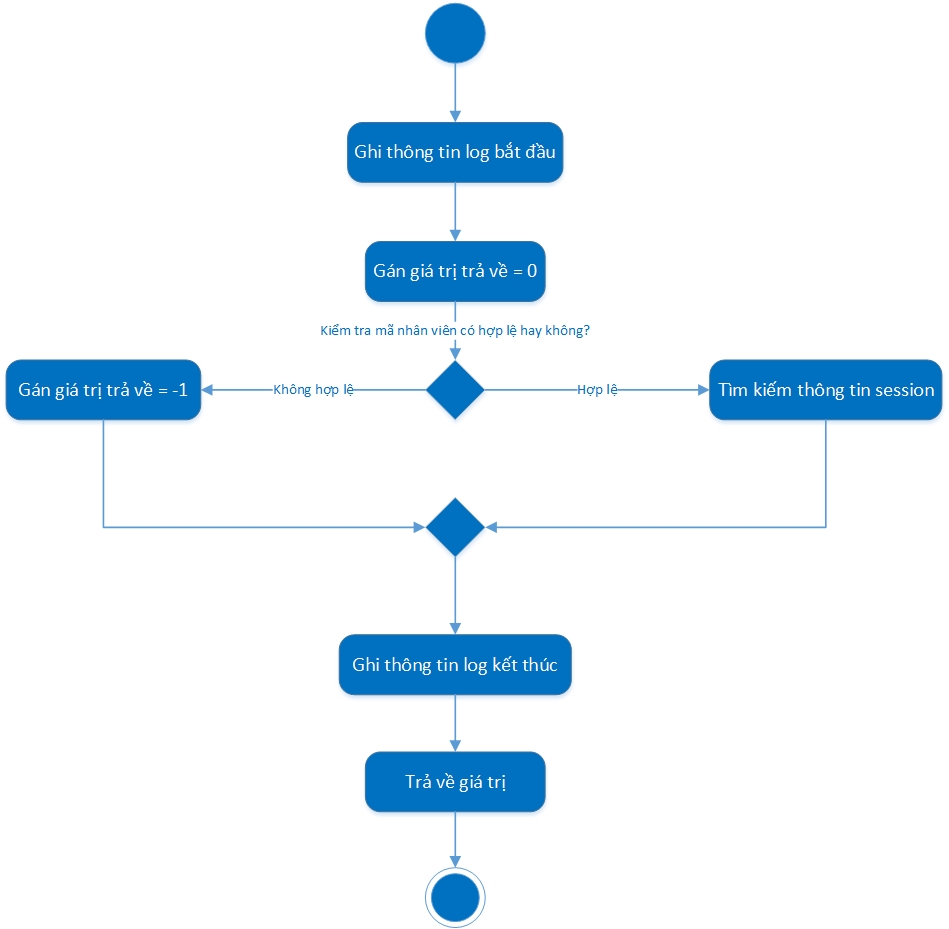 Ghi thông tin log bắt đầu
Gán giá trị trả về = 0
Kiểm tra mã nhân viên có hợp lệ hay không?
Gán giá trị trả về = -1
Không hợp lệ
Hợp lệ
Tìm kiếm thông tin session
Ghi thông tin log kết thúc
Trả về giá trị